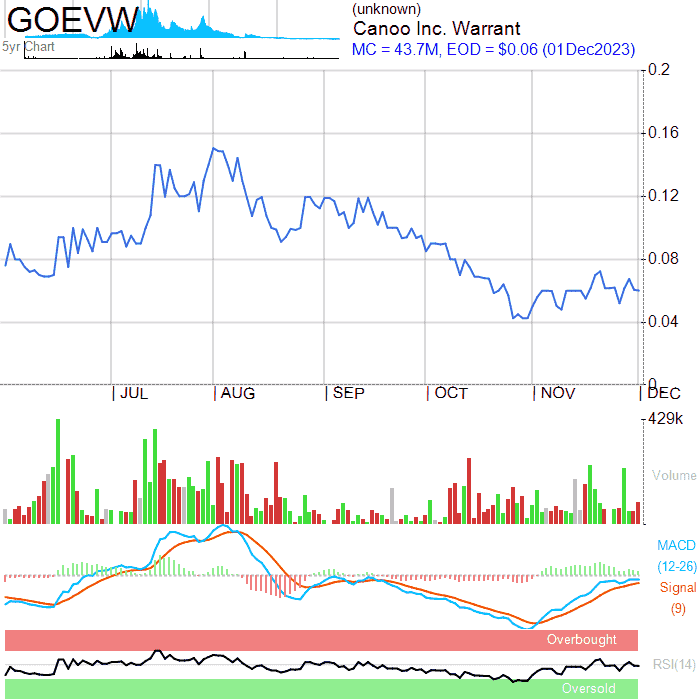 GOEVW
5yr Chart
(unknown)
Canoo Inc. Warrant
MC = 43.7M, EOD = $0.06 (01Dec2023)
0.2
0.16
0.12
0.08
0.04
0
JUL AUG SEP OCT NOV DEC
429k
Volume
MACD
(12-26)
Signal
(9)
Overbought
RSI(14)
Oversold